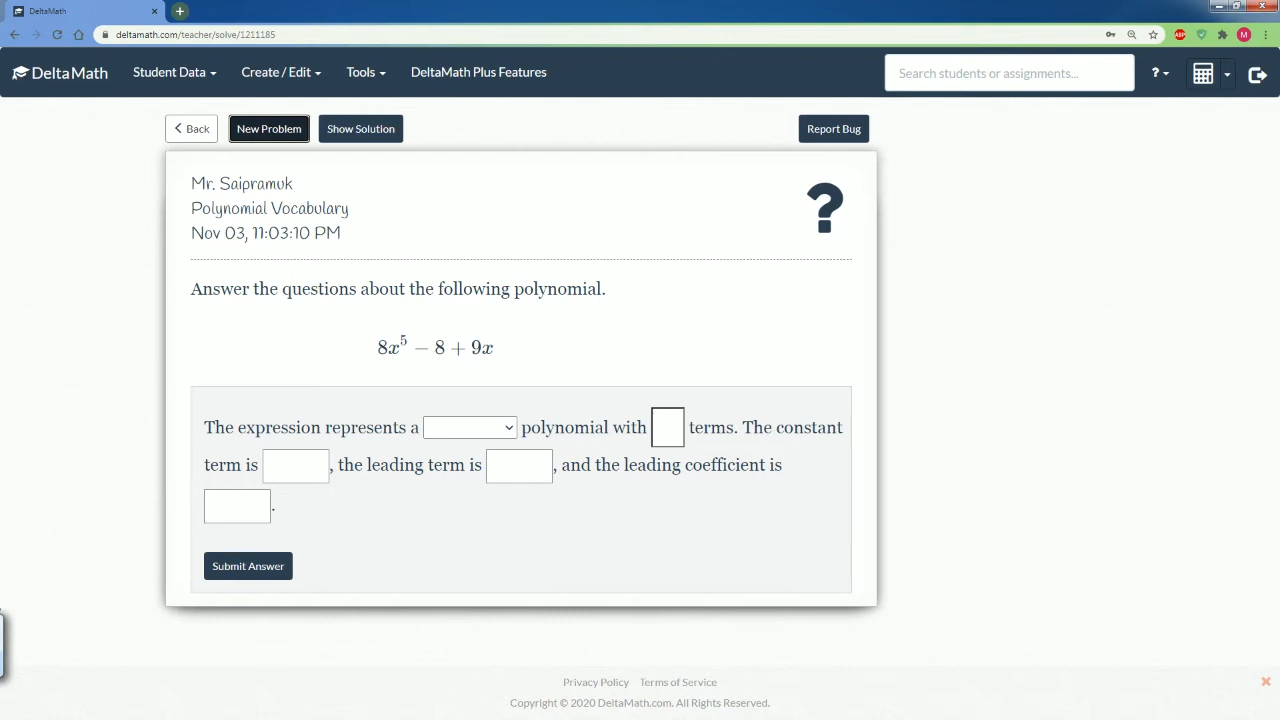 DeltaMath
deltamath.com/teacher/solve/1211185
ABP
M
DeltaMath Student Data Create / Edit Tools DeltaMath Plus Features Search students or assignments... ?
Back New Problem Show Solution Report Bug
Mr. Saipramuk
Polynomial Vocabulary
Nov 03, 11:03:10 PM
?
Answer the questions about the following polynomial.
8x⁵ − 8 + 9x
The expression represents a polynomial with terms. The constant
term is , the leading term is , and the leading coefficient is
.
Submit Answer
Privacy Policy Terms of Service
Copyright © 2020 DeltaMath.com. All Rights Reserved.